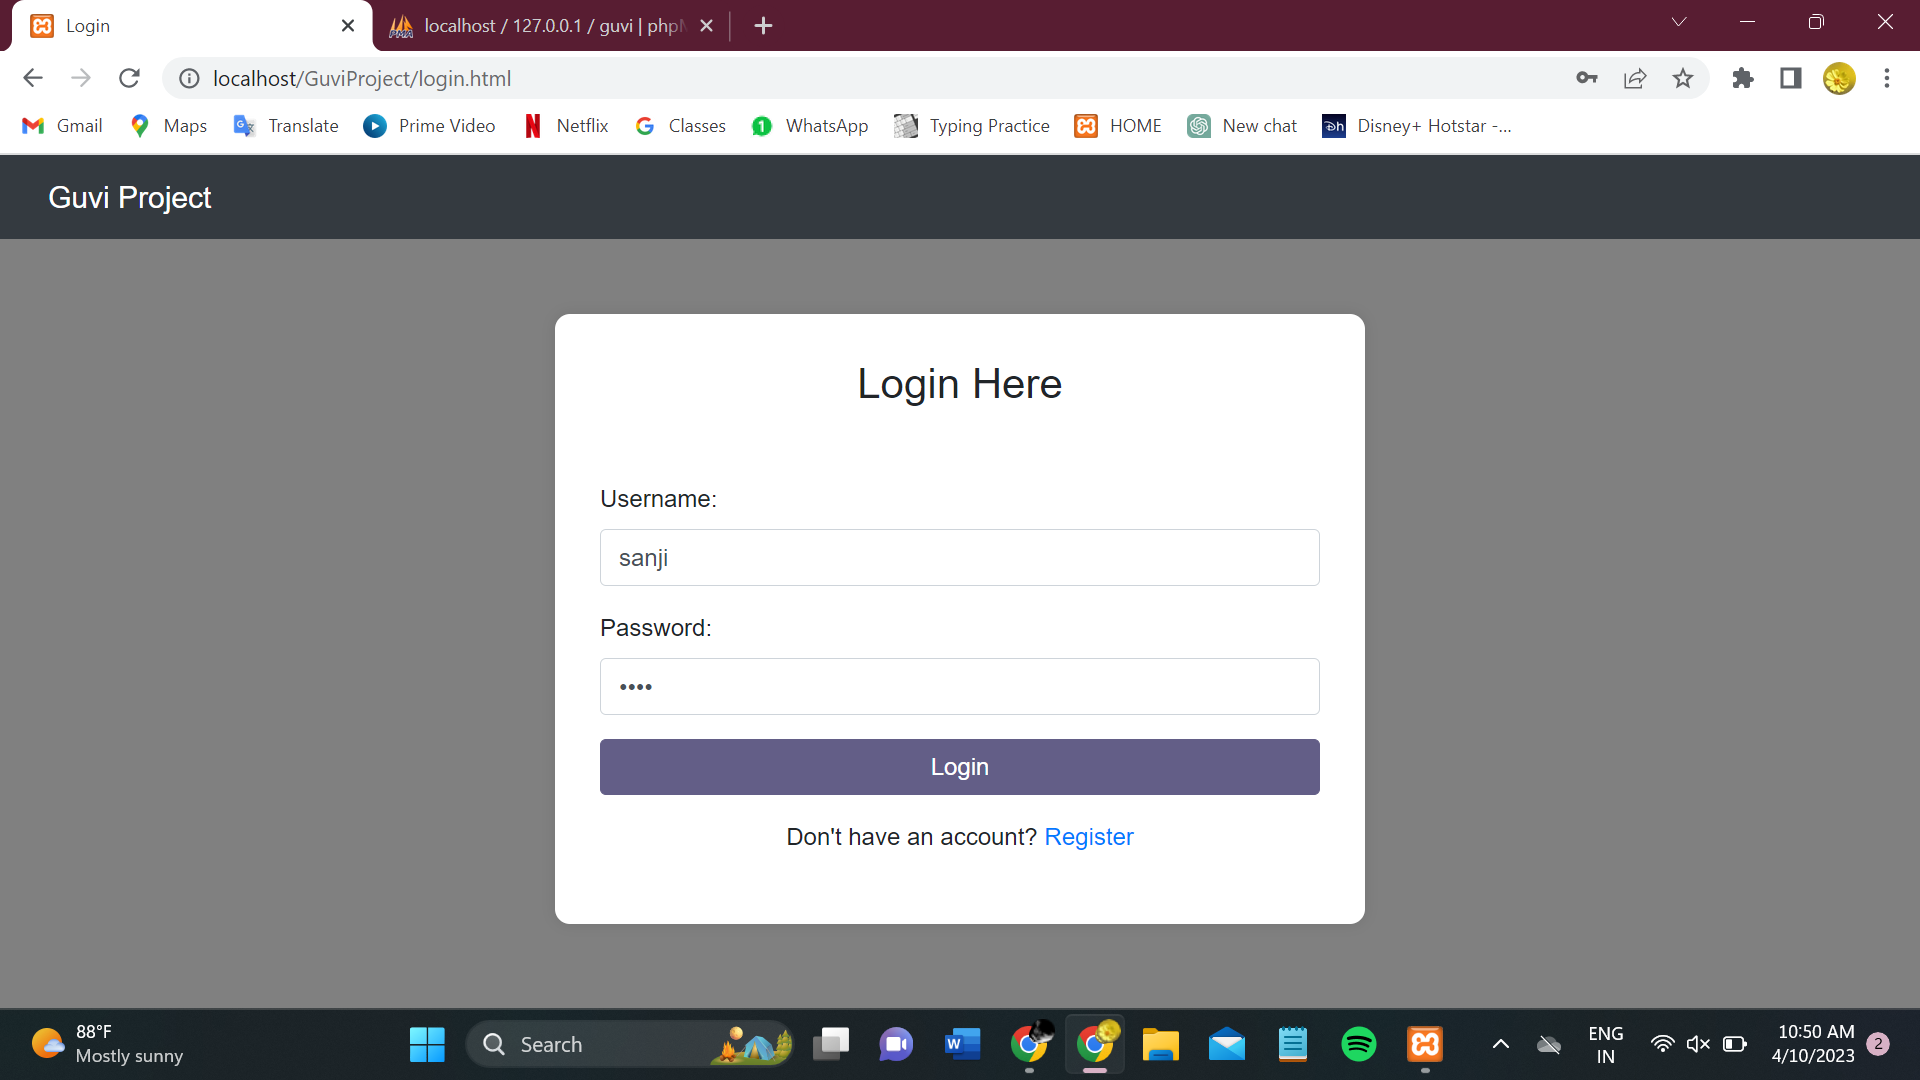 Login
localhost / 127.0.0.1 / guvi | php
localhost/GuviProject/login.html
Gmail Maps Translate Prime Video Netflix Classes WhatsApp Typing Practice HOME New chat Disney+ Hotstar -...
Guvi Project
Login Here
Username:
sanji
Password:
••••
Login
Don't have an account? Register
88°F
Mostly sunny
Search
ENG
IN
10:50 AM
4/10/2023
2